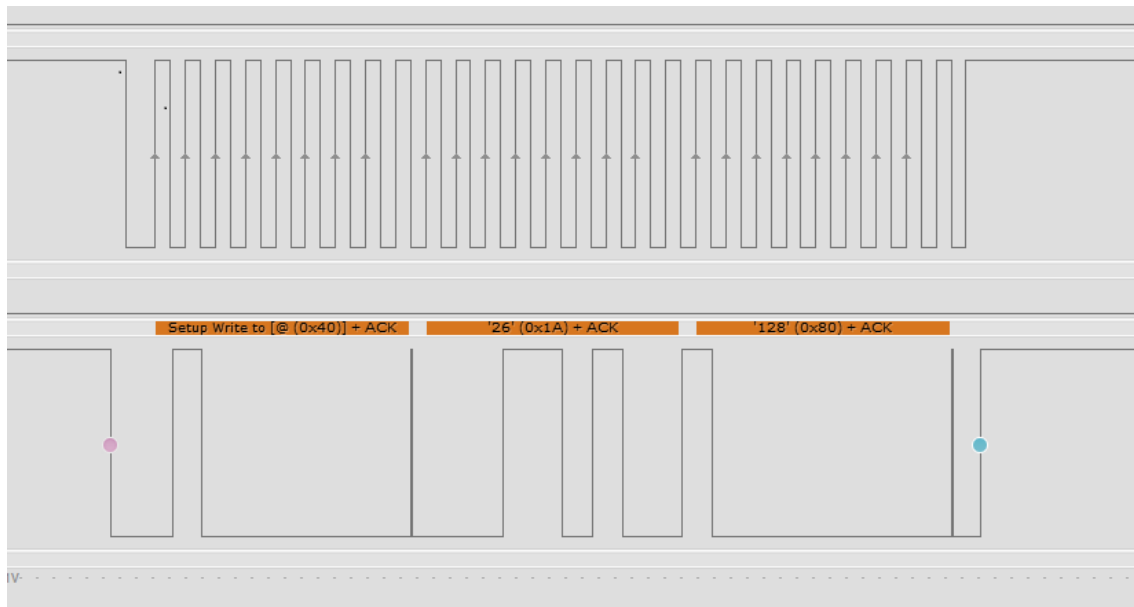 Setup Write to [@ (0x40)] + ACK
'26' (0x1A) + ACK
'128' (0x80) + ACK